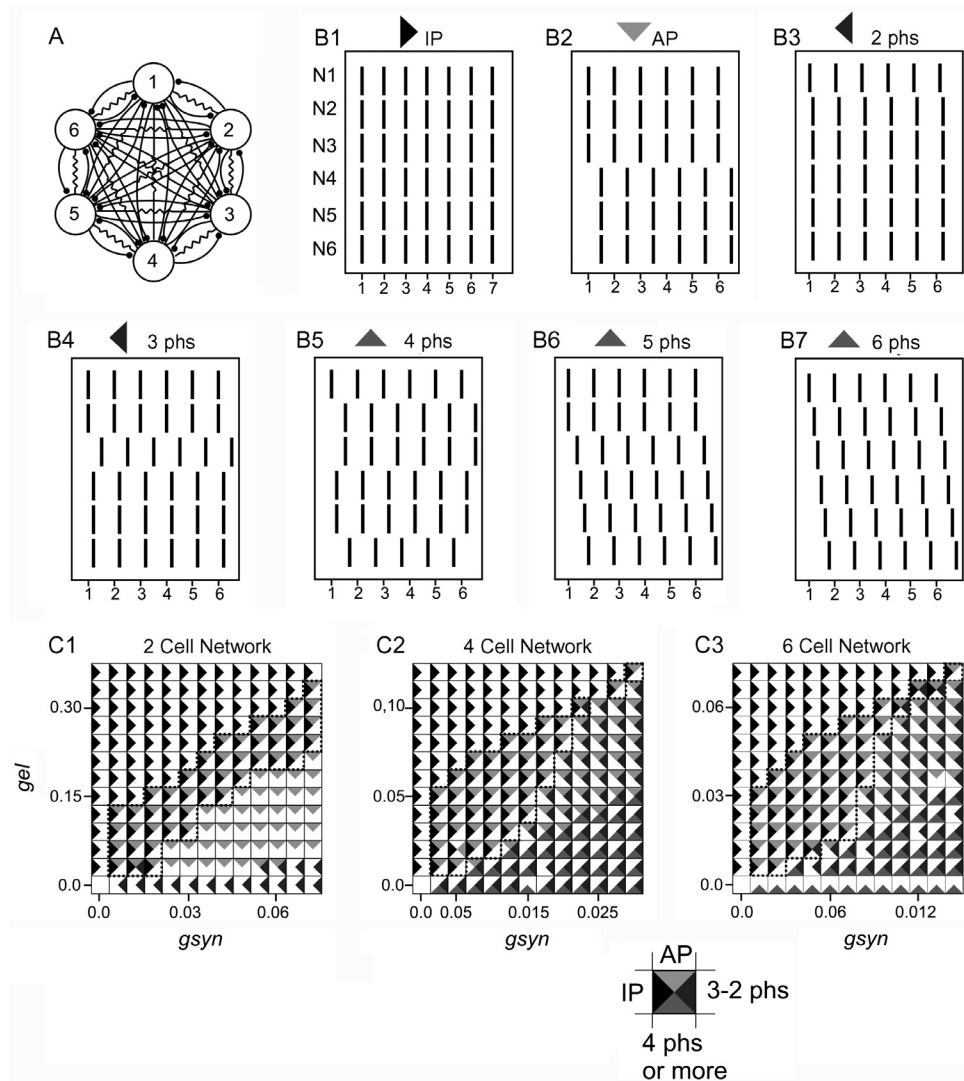 A
1
2
3
4
5
6
B1 IP
N1
N2
N3
N4
N5
N6
1 2 3 4 5 6 7
B2 AP
1 2 3 4 5 6
B3 2 phs
1 2 3 4 5 6
B4 3 phs
1 2 3 4 5 6
B5 4 phs
1 2 3 4 5 6
B6 5 phs
1 2 3 4 5 6
B7 6 phs
1 2 3 4 5 6
C1 2 Cell Network
gel
0.30
0.15
0.0
0.0 0.03 0.06
gsyn
C2 4 Cell Network
0,10
0.05
0.0
0.0 0.05 0.015 0.025
gsyn
C3 6 Cell Network
0.06
0.03
0.0
0.0 0.06 0.012
gsyn
AP
IP 3-2 phs
4 phs
or more